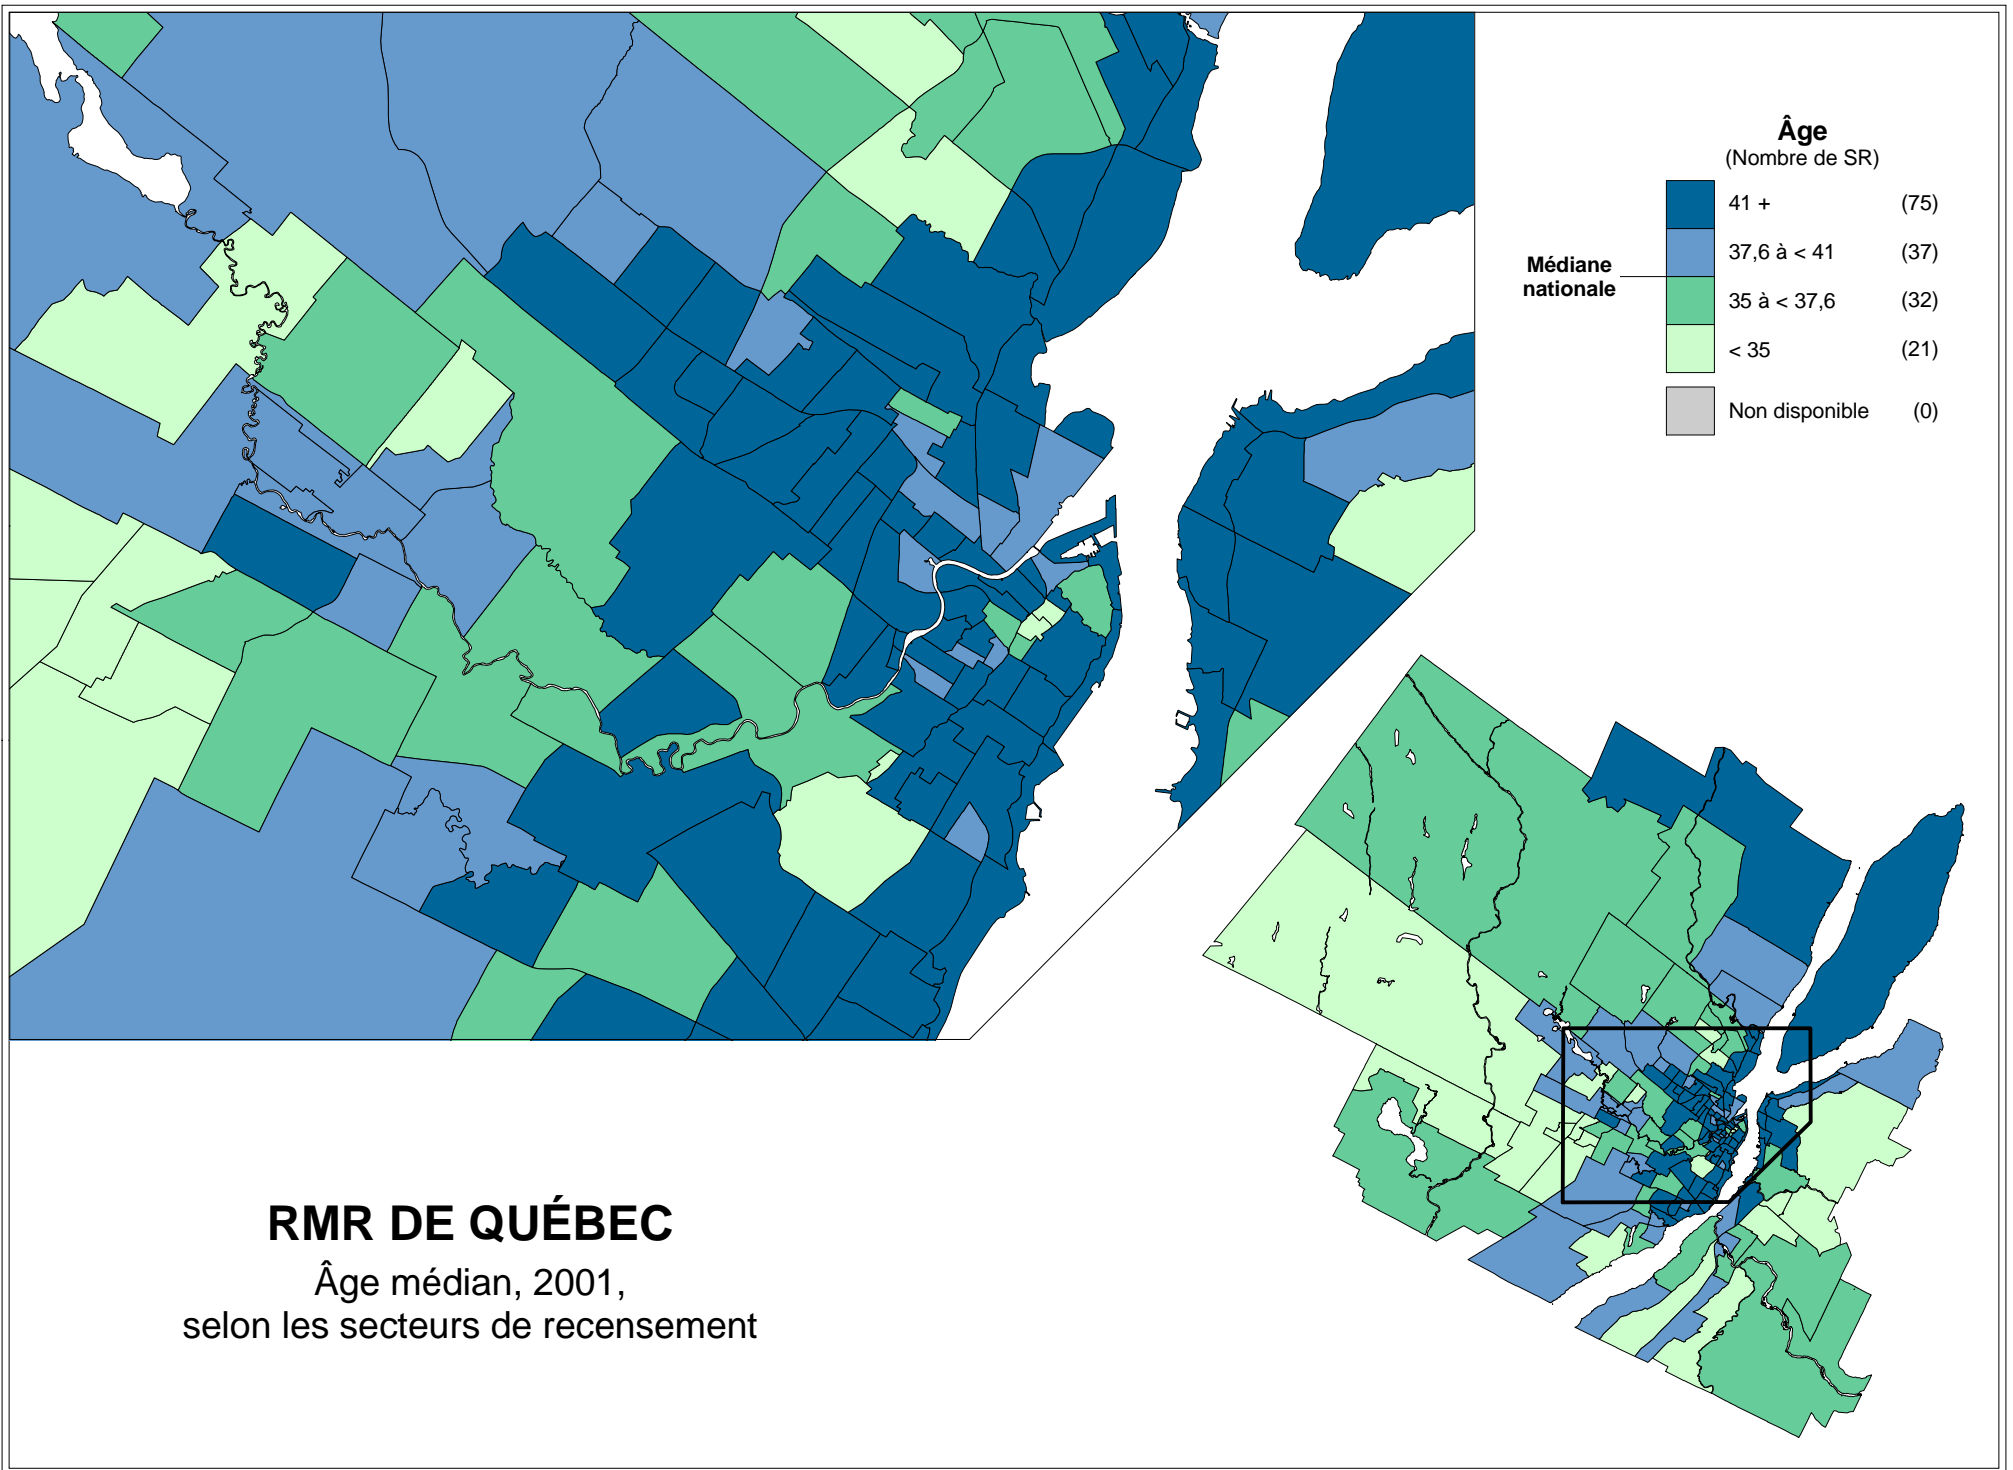 Âge
(Nombre de SR)
41 + (75)
37,6 à < 41 (37)
Médiane
nationale
35 à < 37,6 (32)
< 35 (21)
Non disponible (0)
RMR DE QUÉBEC
Âge médian, 2001,
selon les secteurs de recensement